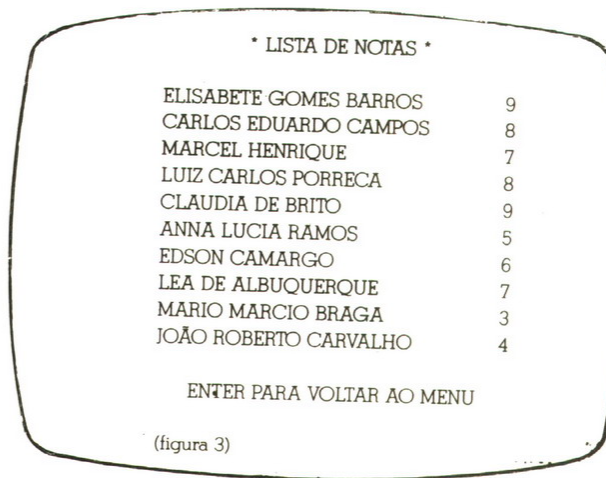 * LISTA DE NOTAS *
ELISABETE GOMES BARROS 9
CARLOS EDUARDO CAMPOS 8
MARCEL HENRIQUE 7
LUIZ CARLOS PORRECA 8
CLAUDIA DE BRITO 9
ANNA LUCIA RAMOS 5
EDSON CAMARGO 6
LEA DE ALBUQUERQUE 7
MARIO MARCIO BRAGA 3
JOÃO ROBERTO CARVALHO 4
ENTER PARA VOLTAR AO MENU
(figura 3)